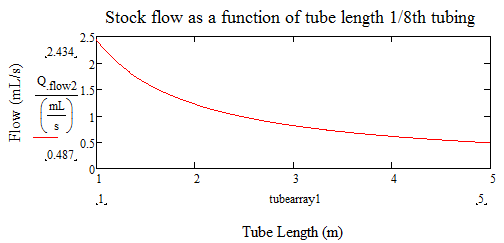 Stock flow as a function of tube length 1/8th tubing
2.5
2.434
2
Q flow2
1.5
mL
s
1
0.5
0.487
0
Flow (mL/s)
1 2 3 4 5
1 tubearray1 5
Tube Length (m)